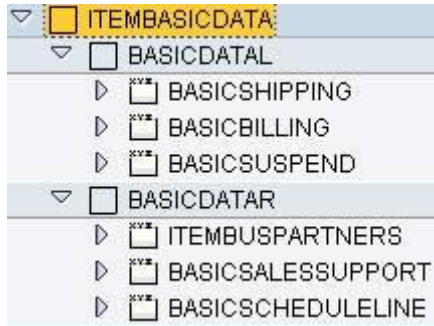 ITEMBASICDATA
BASICDATAL
BASICSHIPPING
BASICBILLING
BASICSUSPEND
BASICDATAR
ITEMBUSPARTNERS
BASICSALESSUPPORT
BASICSCHEDULELINE